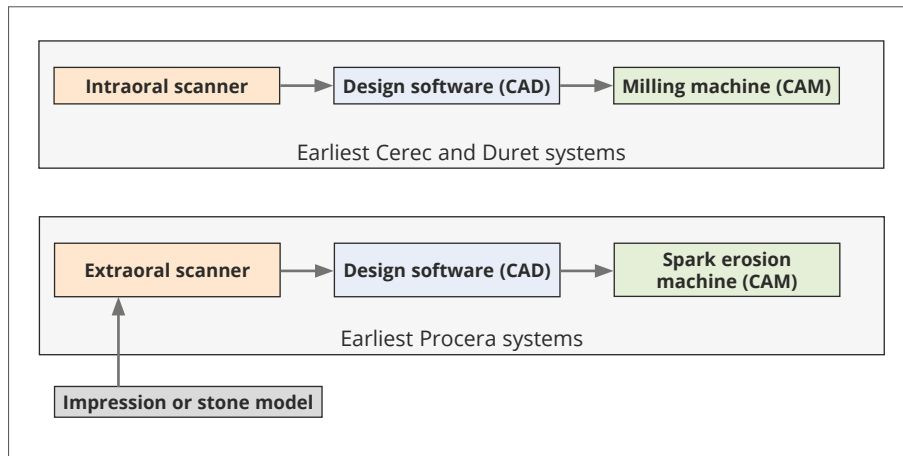 Intraoral scanner
Design software (CAD)
Milling machine (CAM)
Earliest Cerec and Duret systems
Extraoral scanner
Design software (CAD)
Spark erosion
machine (CAM)
Earliest Procera systems
Impression or stone model